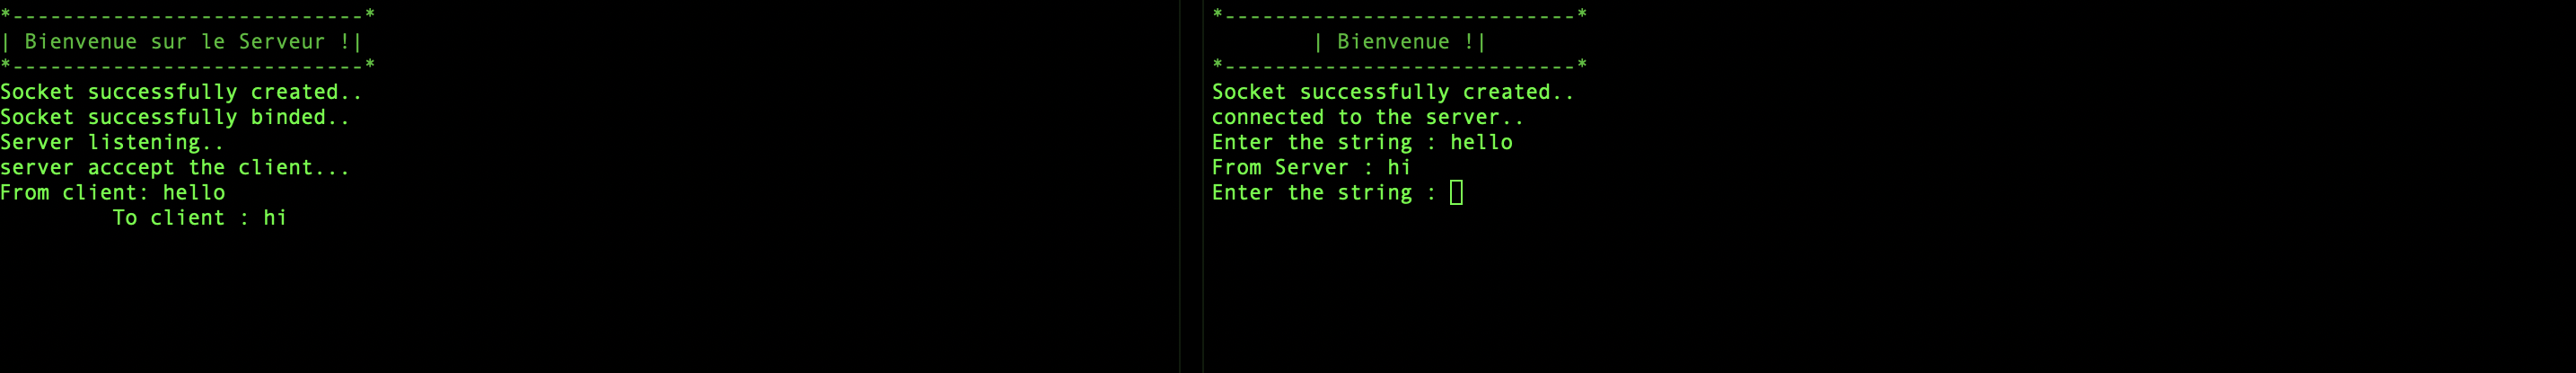 *----------------------------*
| Bienvenue sur le Serveur !|
*----------------------------*
Socket successfully created..
Socket successfully binded..
Server listening..
server acccept the client...
From client: hello
To client : hi
*----------------------------*
| Bienvenue !|
*----------------------------*
Socket successfully created..
connected to the server..
Enter the string : hello
From Server : hi
Enter the string :